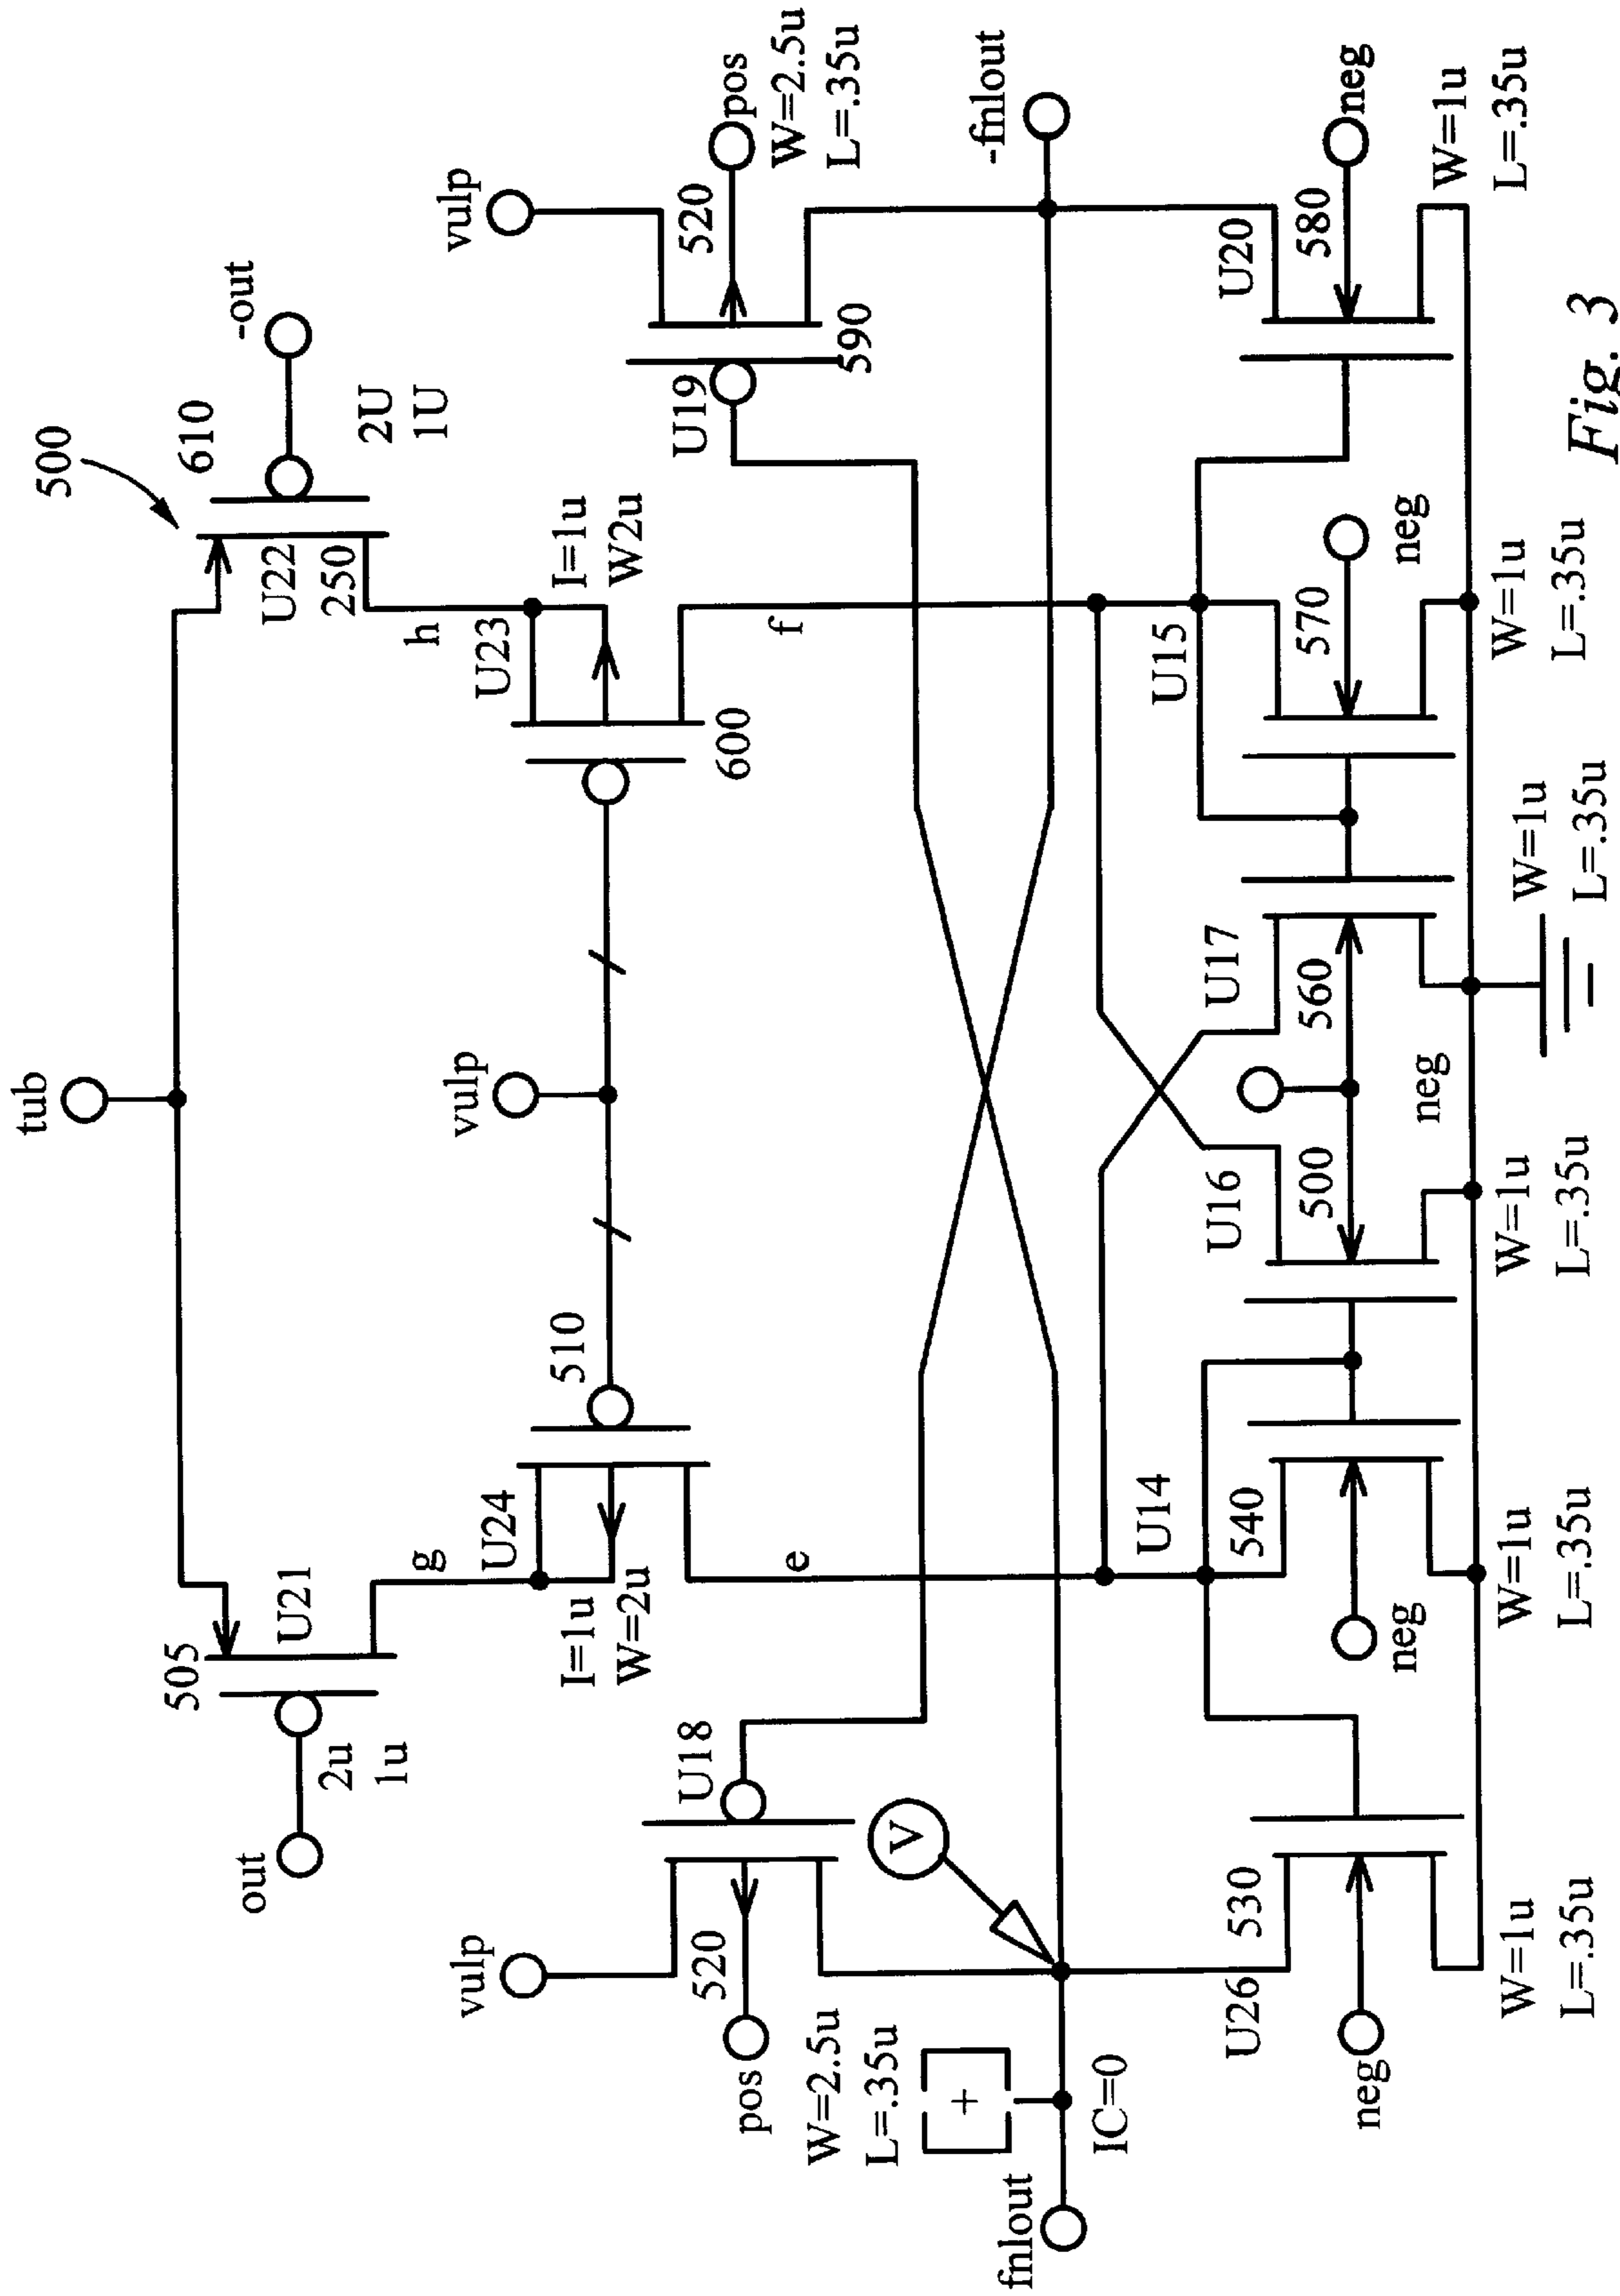 500
tub
505
U21
out
2u
1u
610
-out
U22
250
2U
1U
g
h
U24
510
I=1u
W=2u
vulp
U23
I=1u
W2u
600
vulp
U18
520
pos
W=2.5u
L=.35u
V
vulp
U19
520
pos
W=2.5u
L=.35u
590
e
f
fnlout
+
IC=0
-fnlout
U26
530
neg
W=1u
L=.35u
U14
540
neg
W=1u
L=.35u
U16
500
neg
W=1u
L=.35u
U17
560
W=1u
L=.35u
U15
570
neg
W=1u
L=.35u
U20
580
neg
W=1u
L=.35u
Fig. 3